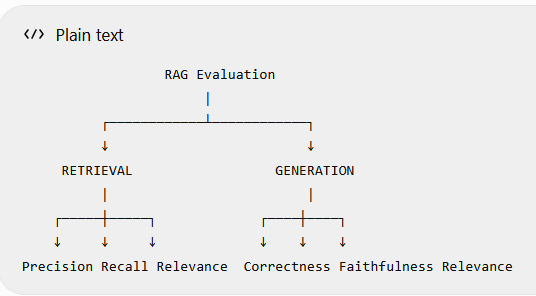 Plain text
RAG Evaluation
RETRIEVAL GENERATION
Precision Recall Relevance Correctness Faithfulness Relevance